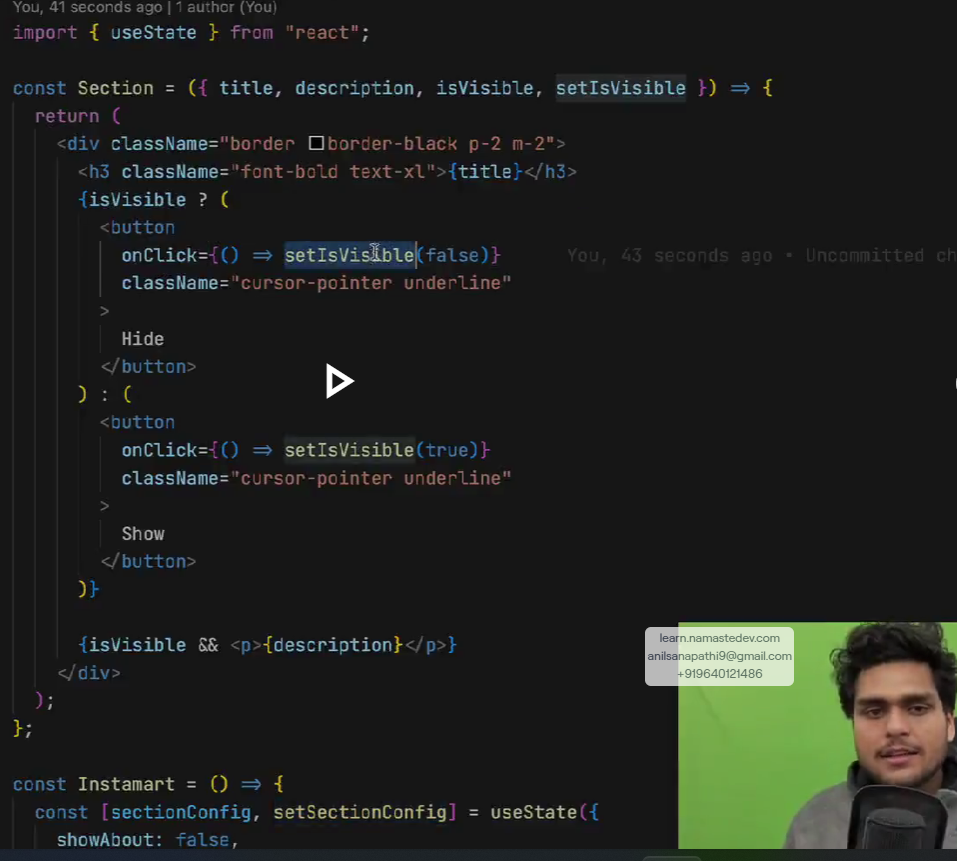 You, 41 seconds ago | 1 author (You)
import { useState } from "react";
const Section = ({ title, description, isVisible, setIsVisible }) => {
return (
<div className="border border-black p-2 m-2">
<h3 className="font-bold text-xl">{title}</h3>
{isVisible ? (
<button
onClick={() => setIsVisible(false)} You, 43 seconds ago • Uncommitted ch
className="cursor-pointer underline"
>
Hide
</button>
) : (
<button
onClick={() => setIsVisible(true)}
className="cursor-pointer underline"
>
Show
</button>
)}
{isVisible && <p>{description}</p>}
</div>
);
};
learn.namastedev.com
anilsanapathi9@gmail.com
+919640121486
const Instamart = () => {
const [sectionConfig, setSectionConfig] = useState({
showAbout: false,